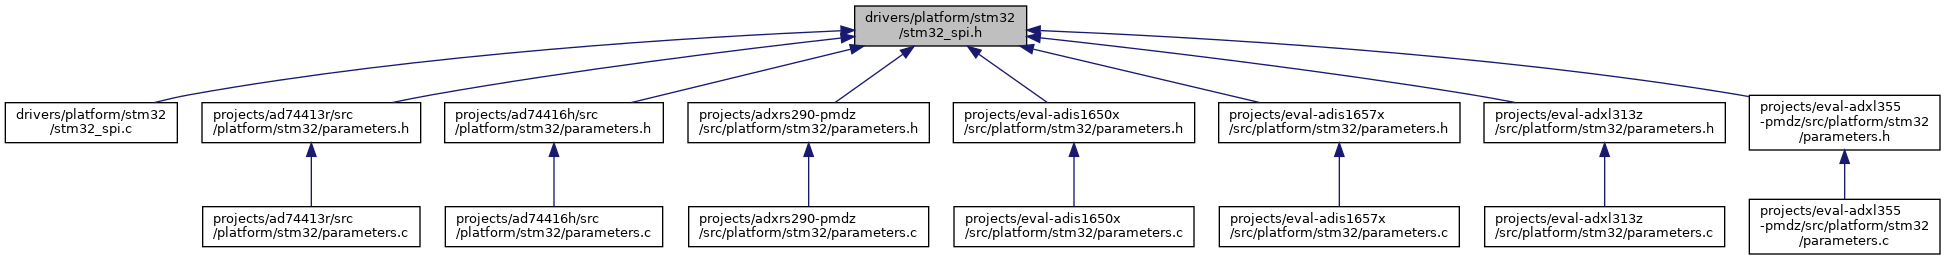 drivers/platform/stm32
/stm32_spi.h
drivers/platform/stm32
/stm32_spi.c
projects/ad74413r/src
/platform/stm32/parameters.h
projects/ad74416h/src
/platform/stm32/parameters.h
projects/adxrs290-pmdz
/src/platform/stm32/parameters.h
projects/eval-adis1650x
/src/platform/stm32/parameters.h
projects/eval-adis1657x
/src/platform/stm32/parameters.h
projects/eval-adxl313z
/src/platform/stm32/parameters.h
projects/eval-adxl355
-pmdz/src/platform/stm32
/parameters.h
projects/ad74413r/src
/platform/stm32/parameters.c
projects/ad74416h/src
/platform/stm32/parameters.c
projects/adxrs290-pmdz
/src/platform/stm32/parameters.c
projects/eval-adis1650x
/src/platform/stm32/parameters.c
projects/eval-adis1657x
/src/platform/stm32/parameters.c
projects/eval-adxl313z
/src/platform/stm32/parameters.c
projects/eval-adxl355
-pmdz/src/platform/stm32
/parameters.c